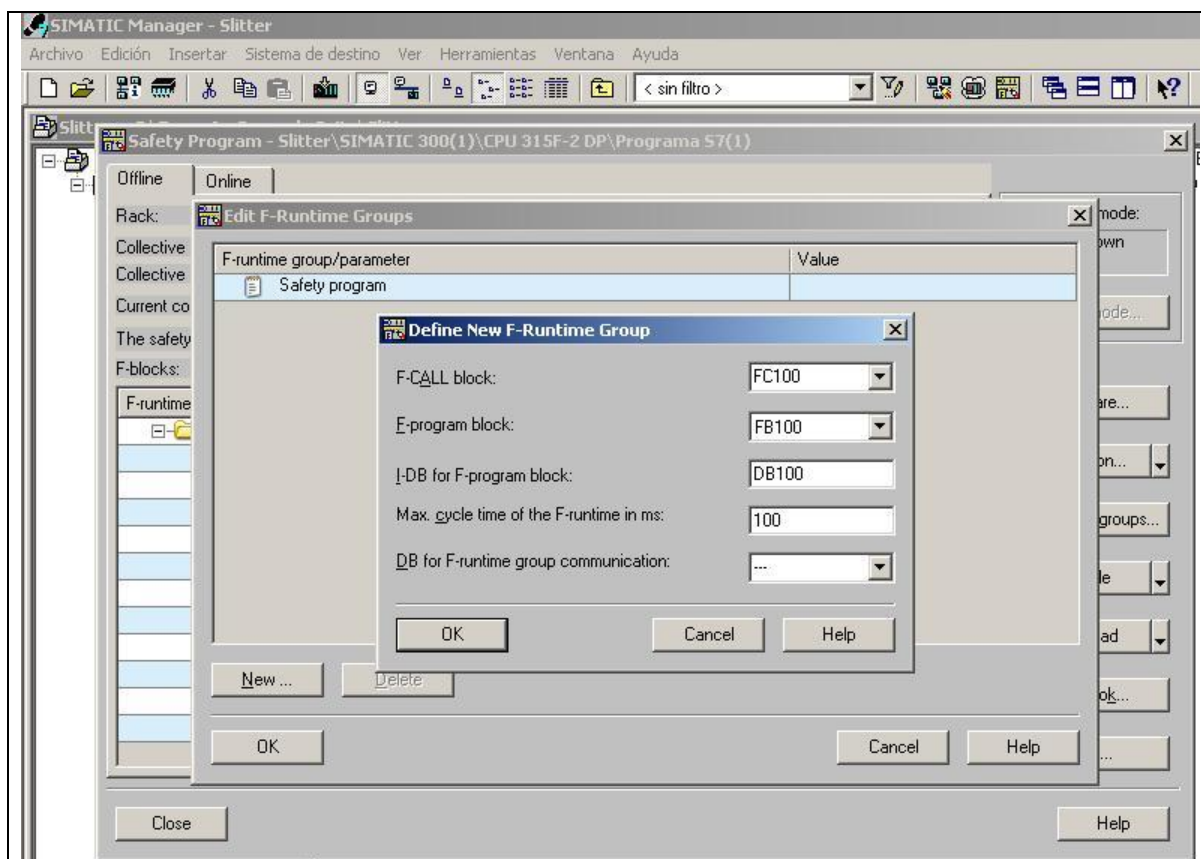 SIMATIC Manager - Slitter
Archivo Edición Insertar Sistema de destino Ver Herramientas Ventana Ayuda
< sin filtro >
Safety Program - Slitter\SIMATIC 300(1)\CPU 315F-2 DP\Programa S7(1)
Offline Online
Rack:
Collective
Collective
Current co
The safety
F-blocks:
F-runtime
Edit F-Runtime Groups
F-runtime group/parameter Value
Safety program
Define New F-Runtime Group
F-CALL block: FC100
F-program block: FB100
I-DB for F-program block: DB100
Max. cycle time of the F-runtime in ms: 100
DB for F-runtime group communication: ---
OK Cancel Help
New ... Delete
OK Cancel Help
mode:
own
ode...
are...
on...
groups...
le
ad
ok...
...
Close Help